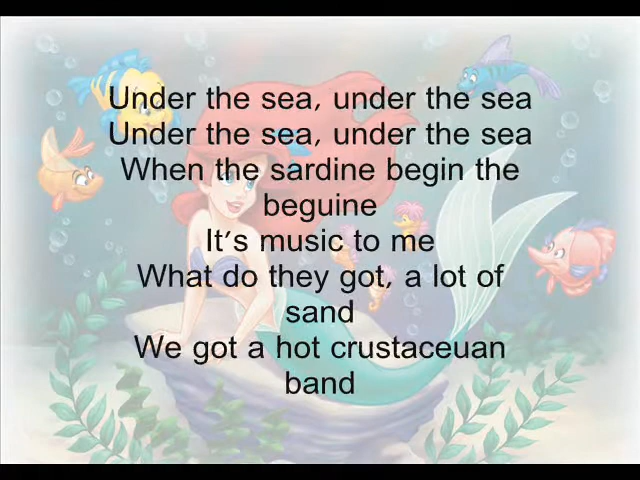 Under the sea, under the sea
Under the sea, under the sea
When the sardine begin the
beguine
It's music to me
What do they got, a lot of
sand
We got a hot crustaceuan
band